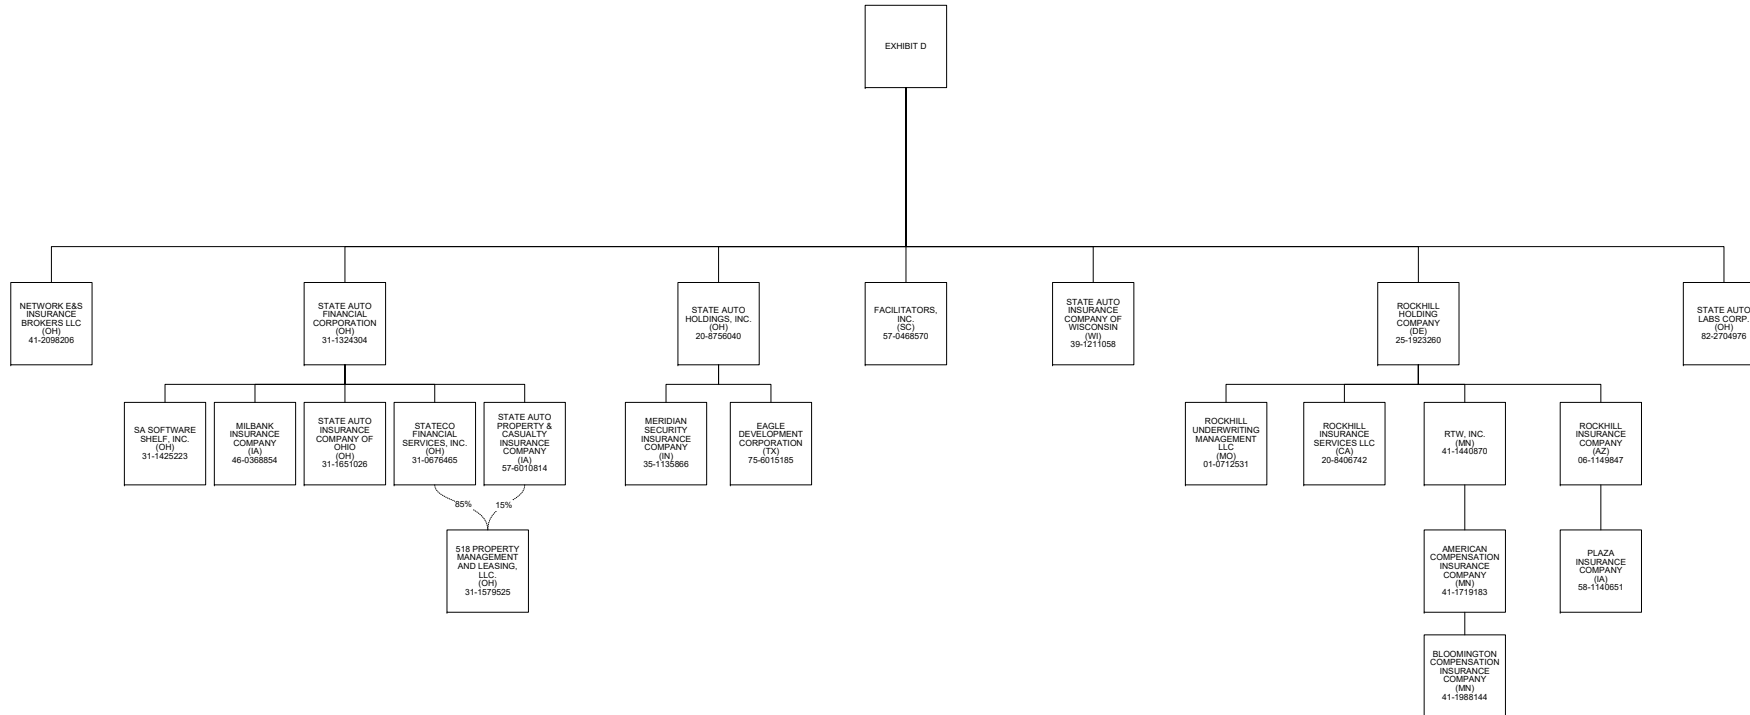 EXHIBIT D
NETWORK E&S
INSURANCE
BROKERS LLC
(OH)
41-2098206
STATE AUTO
FINANCIAL
CORPORATION
(OH)
31-1324304
STATE AUTO
HOLDINGS, INC.
(OH)
20-8756040
FACILITATORS,
INC.
(SC)
57-0468570
STATE AUTO
INSURANCE
COMPANY OF
WISCONSIN
(WI)
39-1211058
ROCKHILL
HOLDING
COMPANY
(DE)
25-1923260
STATE AUTO
LABS CORP.
(OH)
82-2704976
SA SOFTWARE
SHELF, INC.
(OH)
31-1425223
MILBANK
INSURANCE
COMPANY
(IA)
46-0368854
STATE AUTO
INSURANCE
COMPANY OF
OHIO
(OH)
31-1651026
STATECO
FINANCIAL
SERVICES, INC.
(OH)
31-0676465
STATE AUTO
PROPERTY &
CASUALTY
INSURANCE
COMPANY
(IA)
57-6010814
MERIDIAN
SECURITY
INSURANCE
COMPANY
(IN)
35-1135866
EAGLE
DEVELOPMENT
CORPORATION
(TX)
75-6015185
ROCKHILL
UNDERWRITING
MANAGEMENT
LLC
(MO)
01-0712531
ROCKHILL
INSURANCE
SERVICES LLC
(CA)
20-8406742
RTW, INC.
(MN)
41-1440870
ROCKHILL
INSURANCE
COMPANY
(AZ)
06-1149847
85%
15%
518 PROPERTY
MANAGEMENT
AND LEASING,
LLC.
(OH)
31-1579525
AMERICAN
COMPENSATION
INSURANCE
COMPANY
(MN)
41-1719183
PLAZA
INSURANCE
COMPANY
(IA)
58-1140651
BLOOMINGTON
COMPENSATION
INSURANCE
COMPANY
(MN)
41-1988144